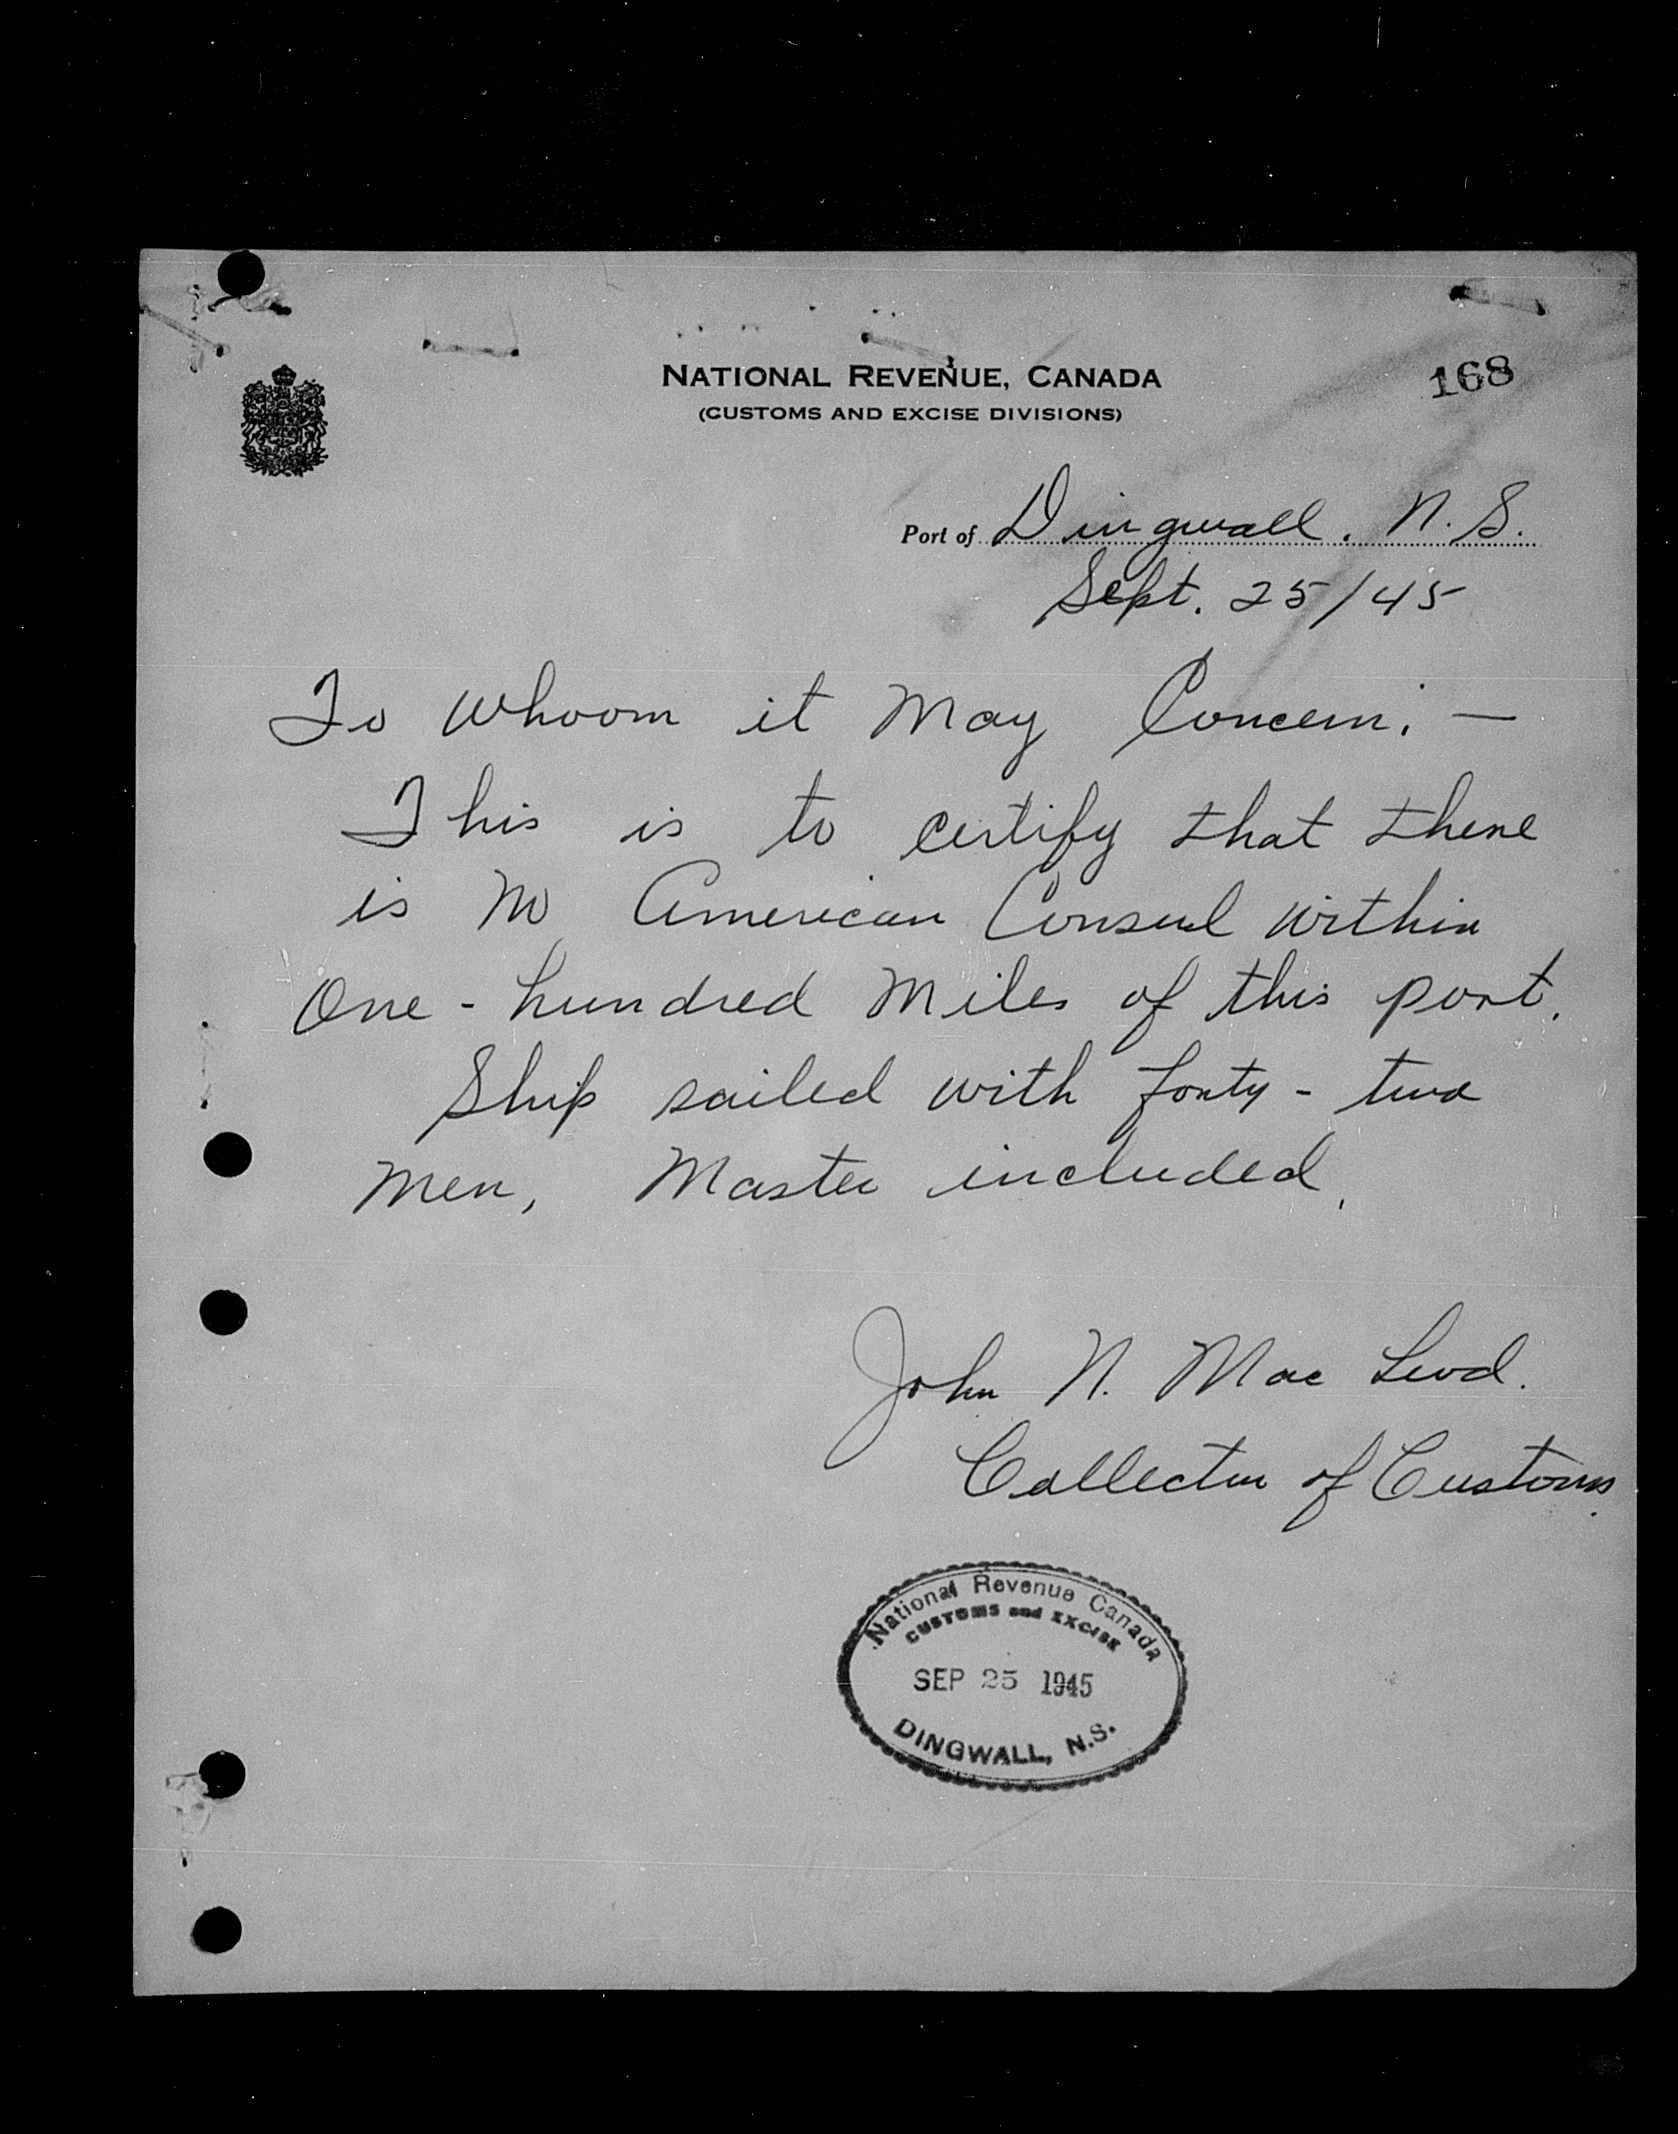 NATIONAL REVENUE, CANADA
(CUSTOMS AND EXCISE DIVISIONS)
168
Port of Dingwall, N.S.
Sept. 25/45
To Whoom it May Concern. —
This is to certify that there
is no American Consul within
One-hundred Miles of this port.
Ship sailed with forty-two
Men, Master included.
John N. Mac Leod.
Collector of Customs.
National Revenue Canada
CUSTOMS and EXCISE
SEP 25 1945
DINGWALL, N.S.